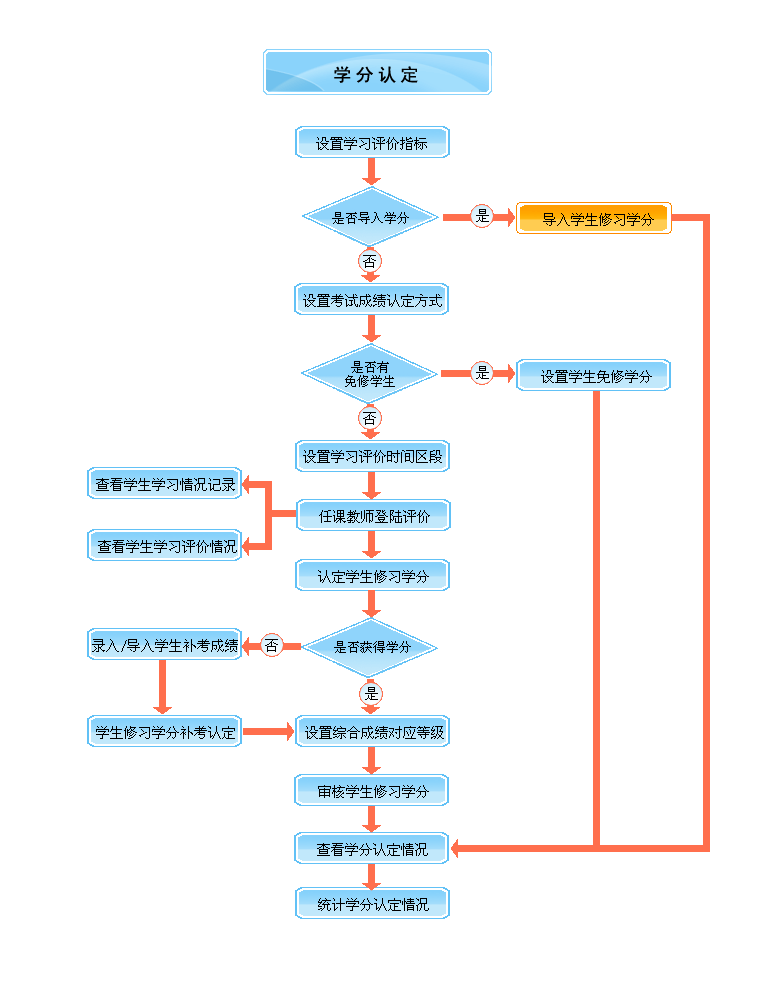 学分认定
设置学习评价指标
是否导入学分
是
导入学生修习学分
否
设置考试成绩认定方式
是否有
免修学生
是
设置学生免修学分
否
设置学习评价时间区段
查看学生学习情况记录
任课教师登陆评价
查看学生学习评价情况
认定学生修习学分
录入/导入学生补考成绩
否
是否获得学分
是
学生修习学分补考认定
设置综合成绩对应等级
审核学生修习学分
查看学分认定情况
统计学分认定情况